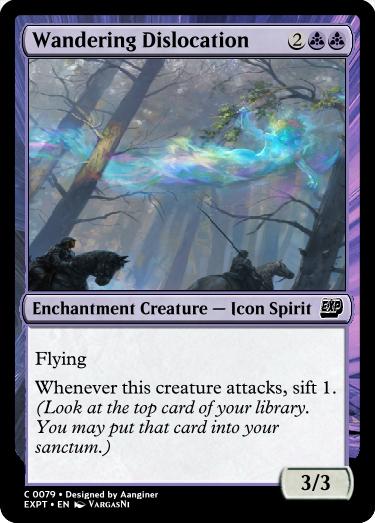 Wandering Dislocation 2
Enchantment Creature — Icon Spirit EXP
Flying
Whenever this creature attacks, sift 1.
(Look at the top card of your library.
You may put that card into your
sanctum.)
3/3
C 0079 • Designed by Aanginer
EXPT • EN VargasNi